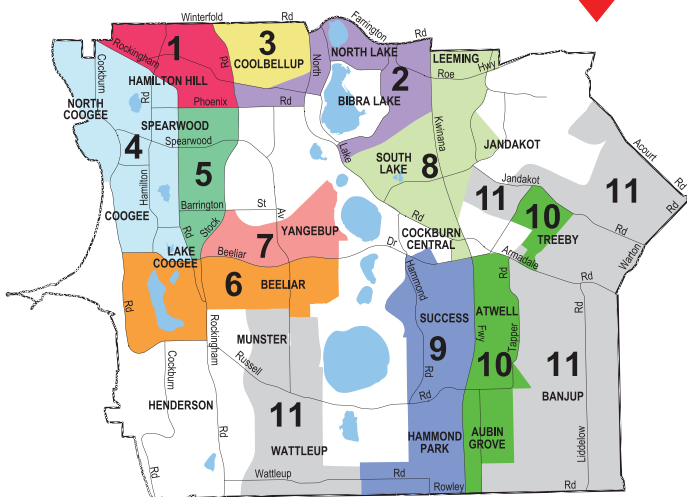 Winterfold
Rd
Farrington
Rd
1
3
COOLBELLUP
Rockingham
Rd
North
NORTH LAKE
LEEMING
Hwy
Roe
2
Cockburn
HAMILTON HILL
BIBRA LAKE
NORTH
COOGEE
Rd
Phoenix
Rd
SPEARWOOD
Spearwood
Kwinana
JANDAKOT
Acourt
Rd
4
5
Lake
SOUTH
LAKE
8
Jandakot
11
11
Hamilton
Barrington
St
Av
Rd
COOGEE
Rd
Stock
YANGEBUP
7
COCKBURN
CENTRAL
10
TREEBY
Rd
Warton
LAKE
COOGEE
Beeliar
Dr
Armadale
Rd
6
BEELIAR
Rd
Hammond
Rd
ATWELL
SUCCESS
Fwy
Tapper
Rd
Rockingham
MUNSTER
9
10
11
BANJUP
Cockburn
Russell
Rd
Rd
HENDERSON
11
WATTLEUP
Rd
HAMMOND
PARK
AUBIN
GROVE
Liddelow
Rd
Wattleup
Rd
Rowley
Rd